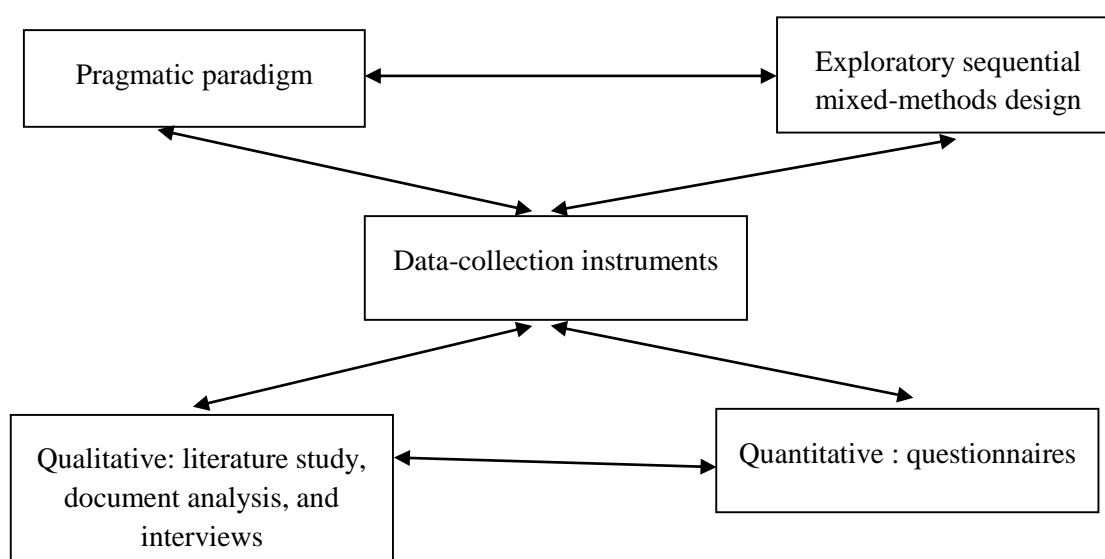 Pragmatic paradigm
Exploratory sequential
mixed-methods design
Data-collection instruments
Qualitative: literature study,
document analysis, and
interviews
Quantitative : questionnaires